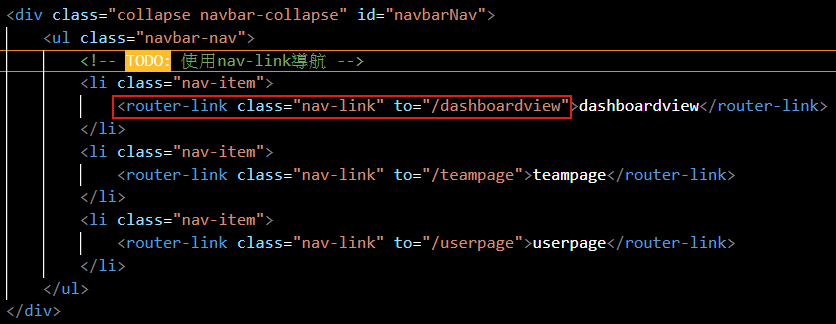 <div class="collapse navbar-collapse" id="navbarNav">
<ul class="navbar-nav">
<!-- TODO: 使用nav-link導航 -->
<li class="nav-item">
<router-link class="nav-link" to="/dashboardview">dashboardview</router-link>
</li>
<li class="nav-item">
<router-link class="nav-link" to="/teampage">teampage</router-link>
</li>
<li class="nav-item">
<router-link class="nav-link" to="/userpage">userpage</router-link>
</li>
</ul>
</div>